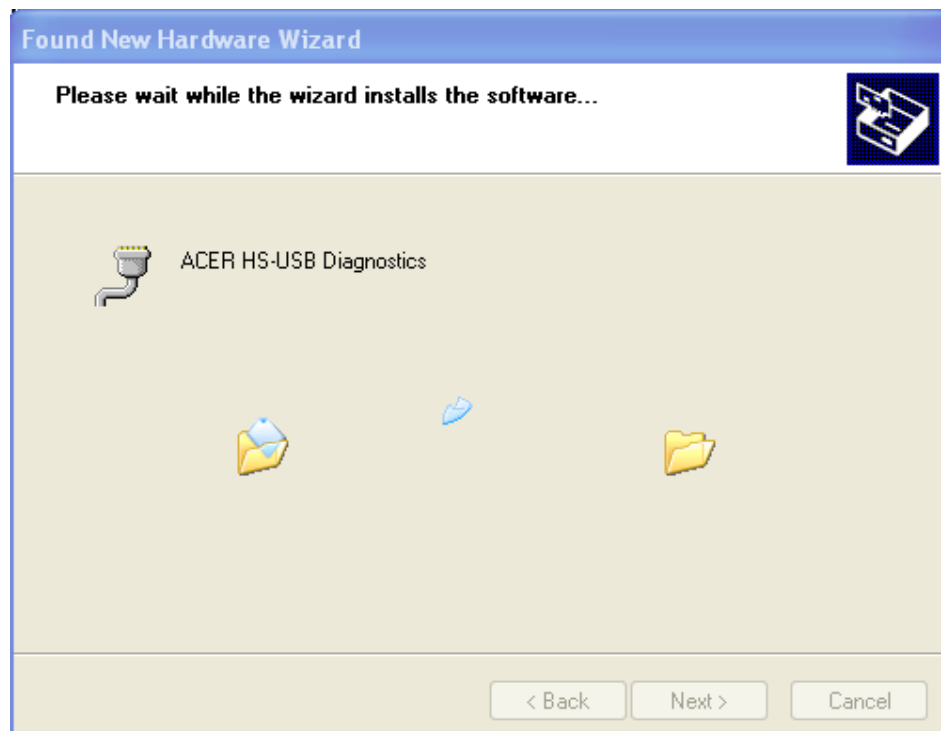 Found New Hardware Wizard
Please wait while the wizard installs the software...
ACER HS-USB Diagnostics
< Back
Next >
Cancel